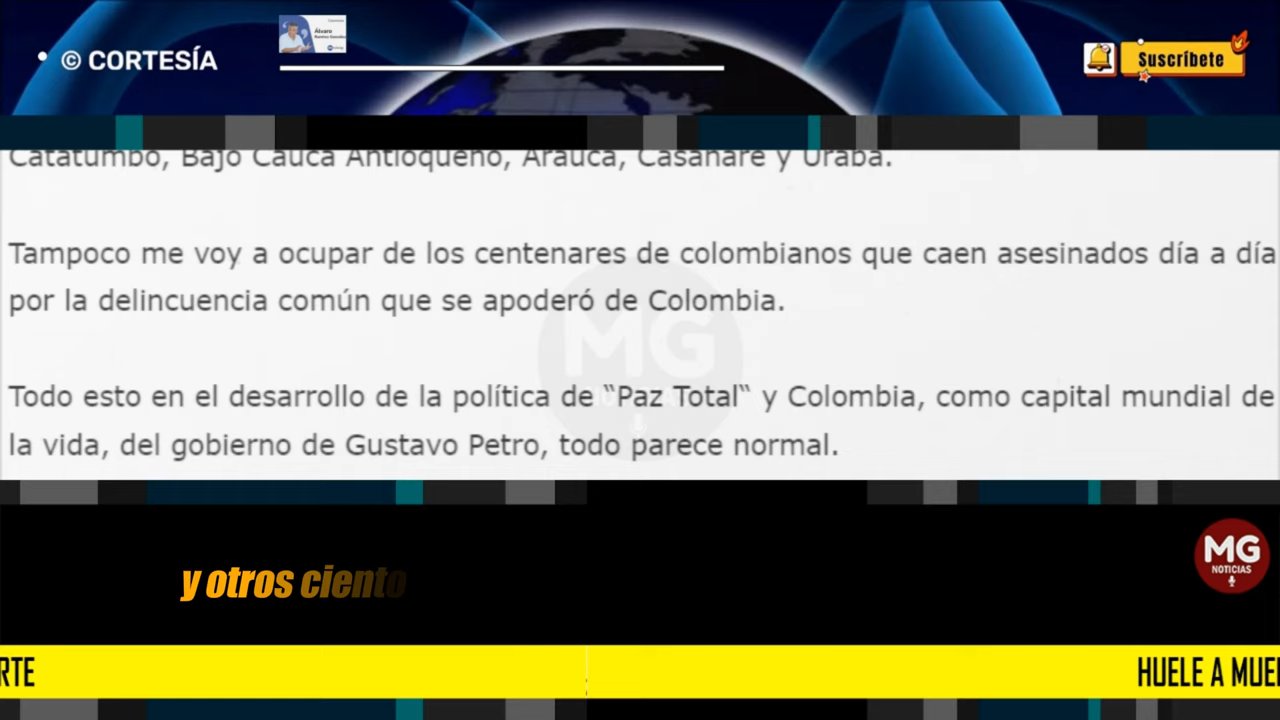 © CORTESÍA
Álvaro
Suscríbete
Catatumbo, Bajo Cauca Antioqueño, Arauca, Casanare y Urabá.
Tampoco me voy a ocupar de los centenares de colombianos que caen asesinados día a día
por la delincuencia común que se apoderó de Colombia.
Todo esto en el desarrollo de la política de “Paz Total“ y Colombia, como capital mundial de
la vida, del gobierno de Gustavo Petro, todo parece normal.
MG
y otros ciento
MG
NOTICIAS
RTE
HUELE A MUE